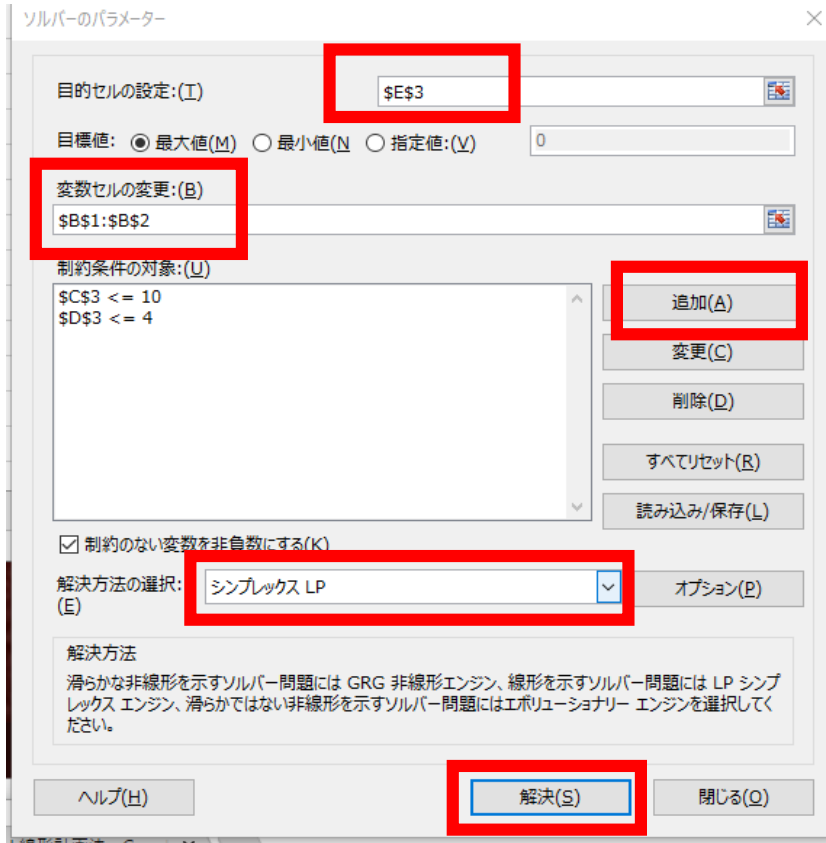 ソルバーのパラメーター
目的セルの設定:(T)
$E$3
目標値:
最大値(M)
最小値(N
指定値:(V)
0
変数セルの変更:(B)
$B$1:$B$2
制約条件の対象:(U)
$C$3 <= 10
$D$3 <= 4
追加(A)
変更(C)
削除(D)
すべてリセット(R)
読み込み/保存(L)
制約のない変数を非負数にする(K)
解決方法の選択:
(E)
シンプレックス LP
オプション(P)
解決方法
滑らかな非線形を示すソルバー問題には GRG 非線形エンジン、線形を示すソルバー問題には LP シンプ
レックス エンジン、滑らかではない非線形を示すソルバー問題にはエボリューショナリー エンジンを選択してく
ださい。
ヘルプ(H)
解決(S)
閉じる(O)